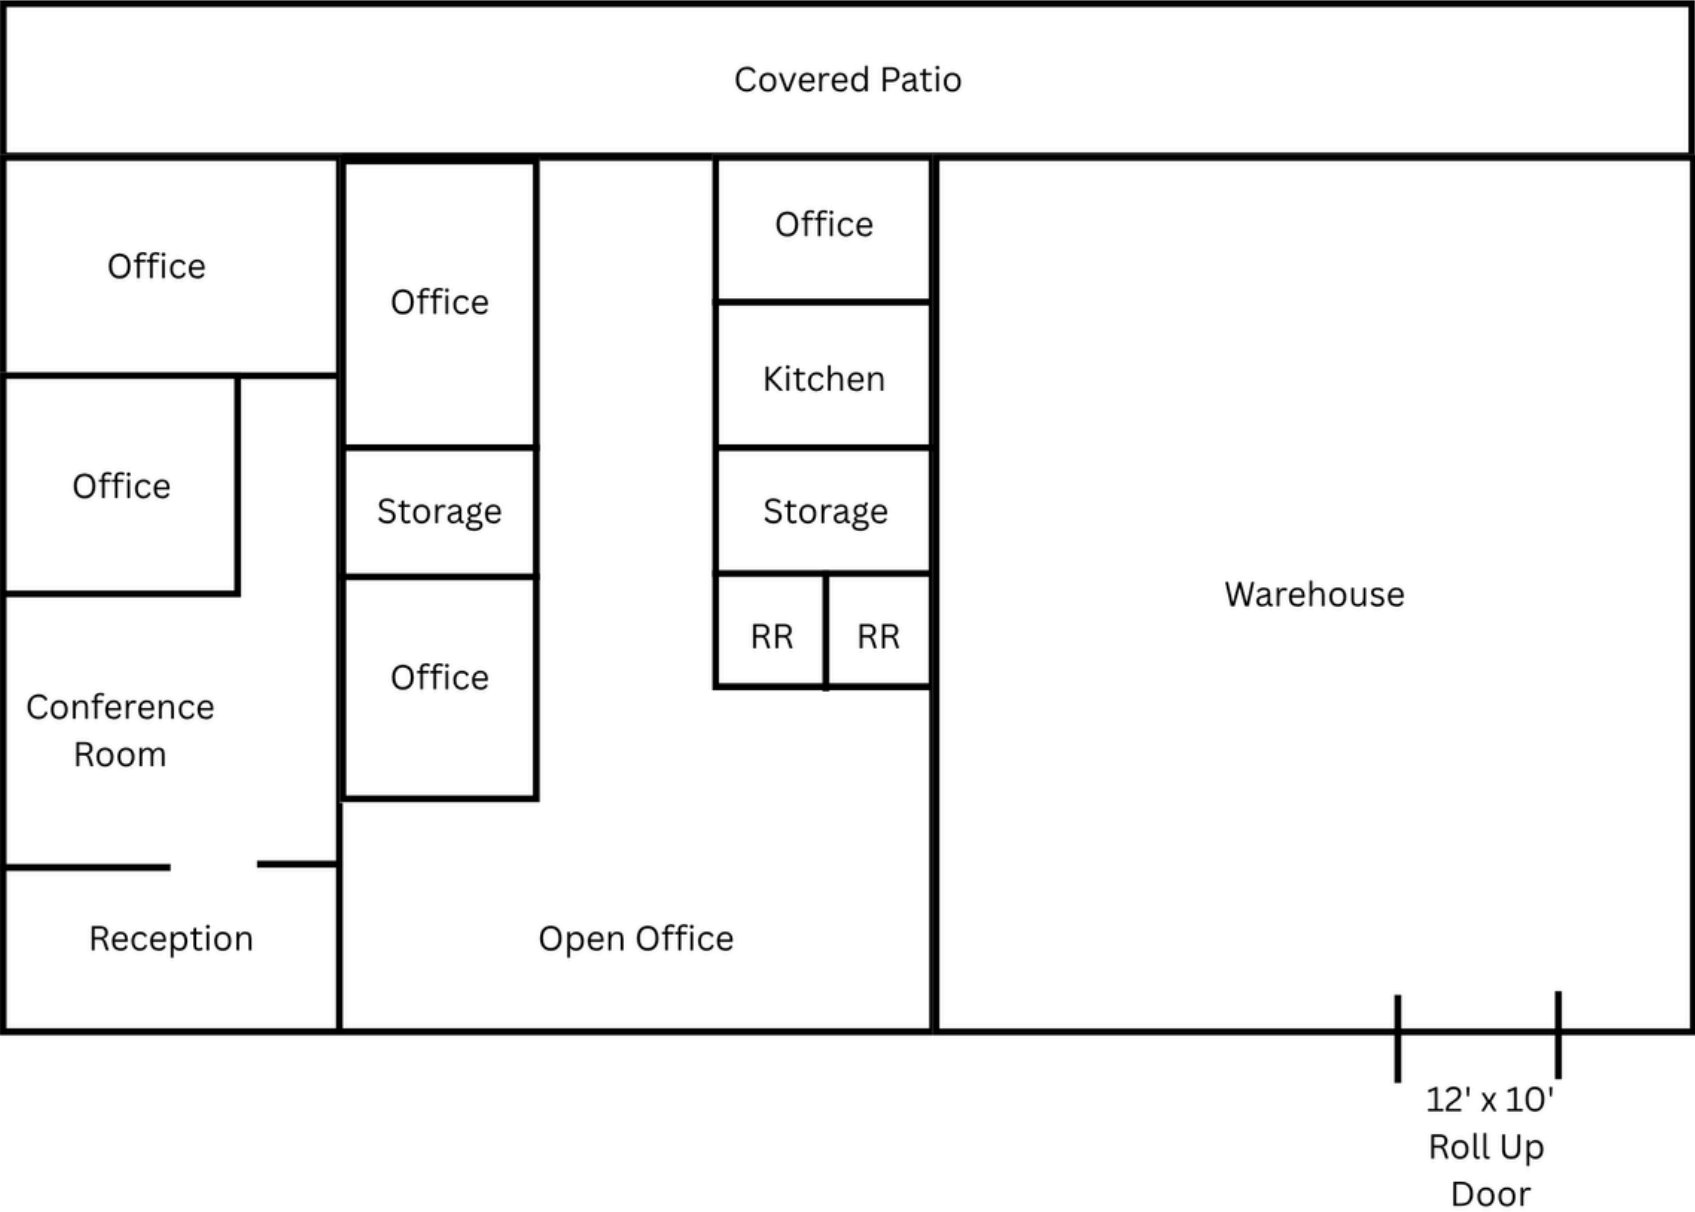 Covered Patio
Office
Office
Office
Kitchen
Office
Storage
Storage
RR
RR
Warehouse
Office
Conference
Room
Reception
Open Office
12' x 10'
Roll Up
Door